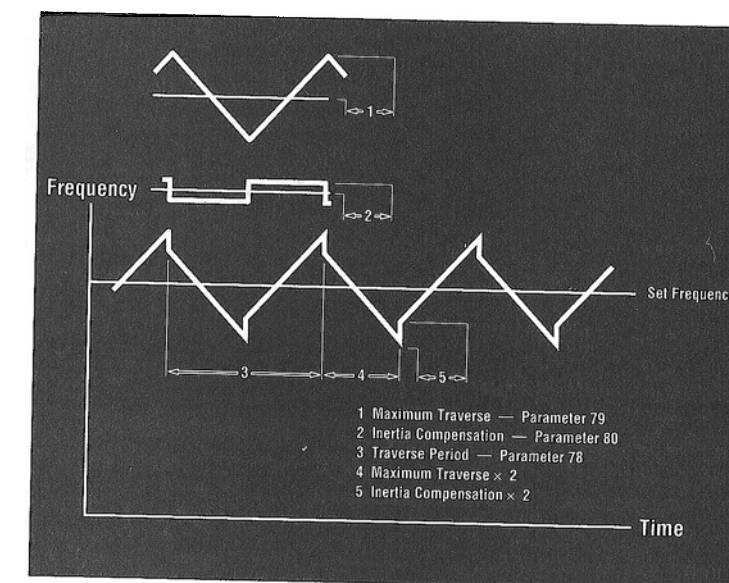 1
Frequency
2
Set Frequenc
3
4
5
1 Maximum Traverse — Parameter 79
2 Inertia Compensation — Parameter 80
3 Traverse Period — Parameter 78
4 Maximum Traverse × 2
5 Inertia Compensation × 2
Time